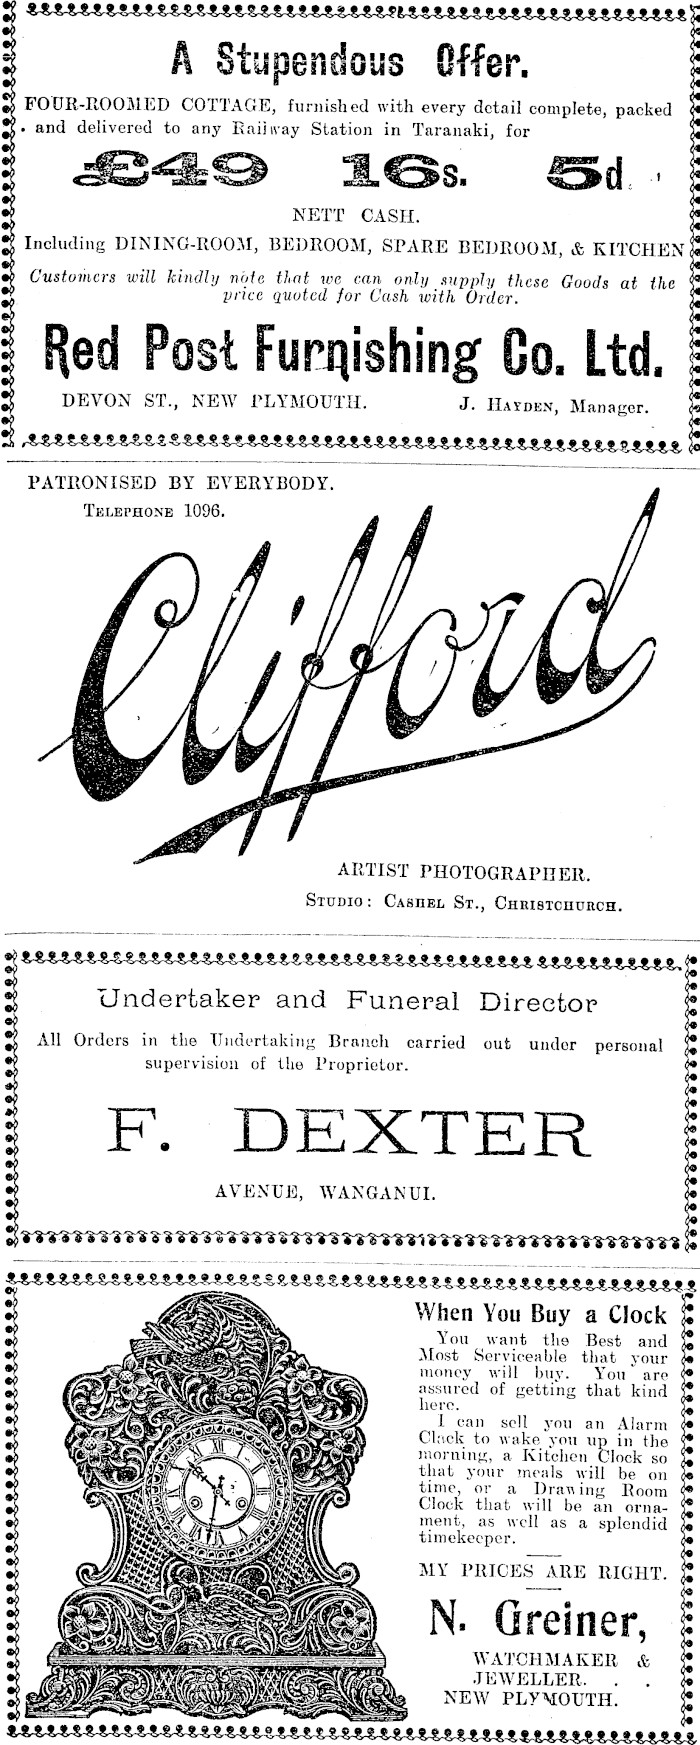 A Stupendous Offer.
FOUR-ROOMED COTTAGE, furnished with every detail complete, packed
and delivered to any Railway Station in Taranaki, for
£49 16s. 5d.
NETT CASH.
Including DINING-ROOM, BEDROOM, SPARE BEDROOM, & KITCHEN
Customers will kindly note that we can only supply these Goods at the
price quoted for Cash with Order.
Red Post Furnishing Co. Ltd.
DEVON ST., NEW PLYMOUTH. J. HAYDEN, Manager.
PATRONISED BY EVERYBODY.
TELEPHONE 1096.
Clifford
ARTIST PHOTOGRAPHER.
STUDIO: CASHEL ST., CHRISTCHURCH.
Undertaker and Funeral Director
All Orders in the Undertaking Branch carried out under personal
supervision of the Proprietor.
F. DEXTER
AVENUE, WANGANUI.
When You Buy a Clock
You want the Best and
Most Serviceable that your
money will buy. You are
assured of getting that kind
here.
I can sell you an Alarm
Clock to wake you up in the
morning, a Kitchen Clock so
that your meals will be on
time, or a Drawing Room
Clock that will be an orna-
ment, as well as a splendid
timekeeper.
MY PRICES ARE RIGHT.
N. Greiner,
WATCHMAKER &
JEWELLER. . .
NEW PLYMOUTH.